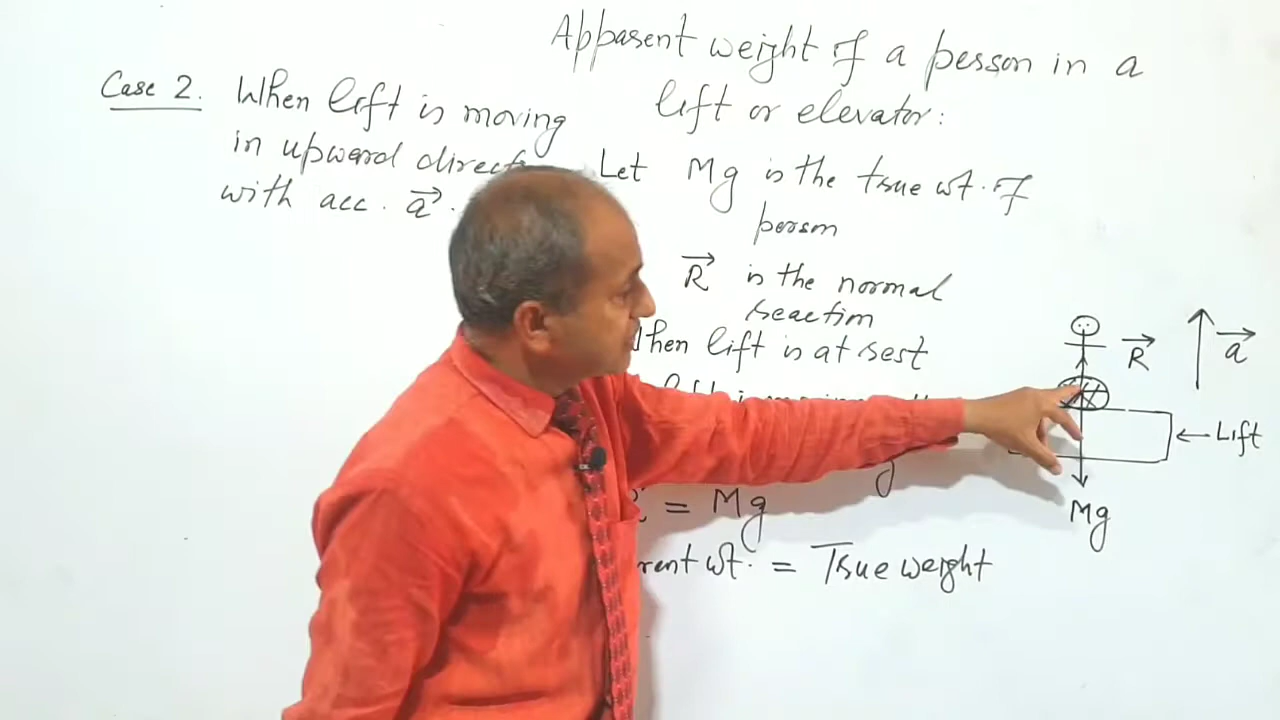 Apparent weight of a person in a
lift or elevator:
Case 2. When lift is moving
in upward
with acc. a⃗.
Let Mg is the true wt. of
person
R⃗ is the normal
reaction
lift is at rest
= Mg
wt. = True weight
R⃗
a⃗
Lift
Mg